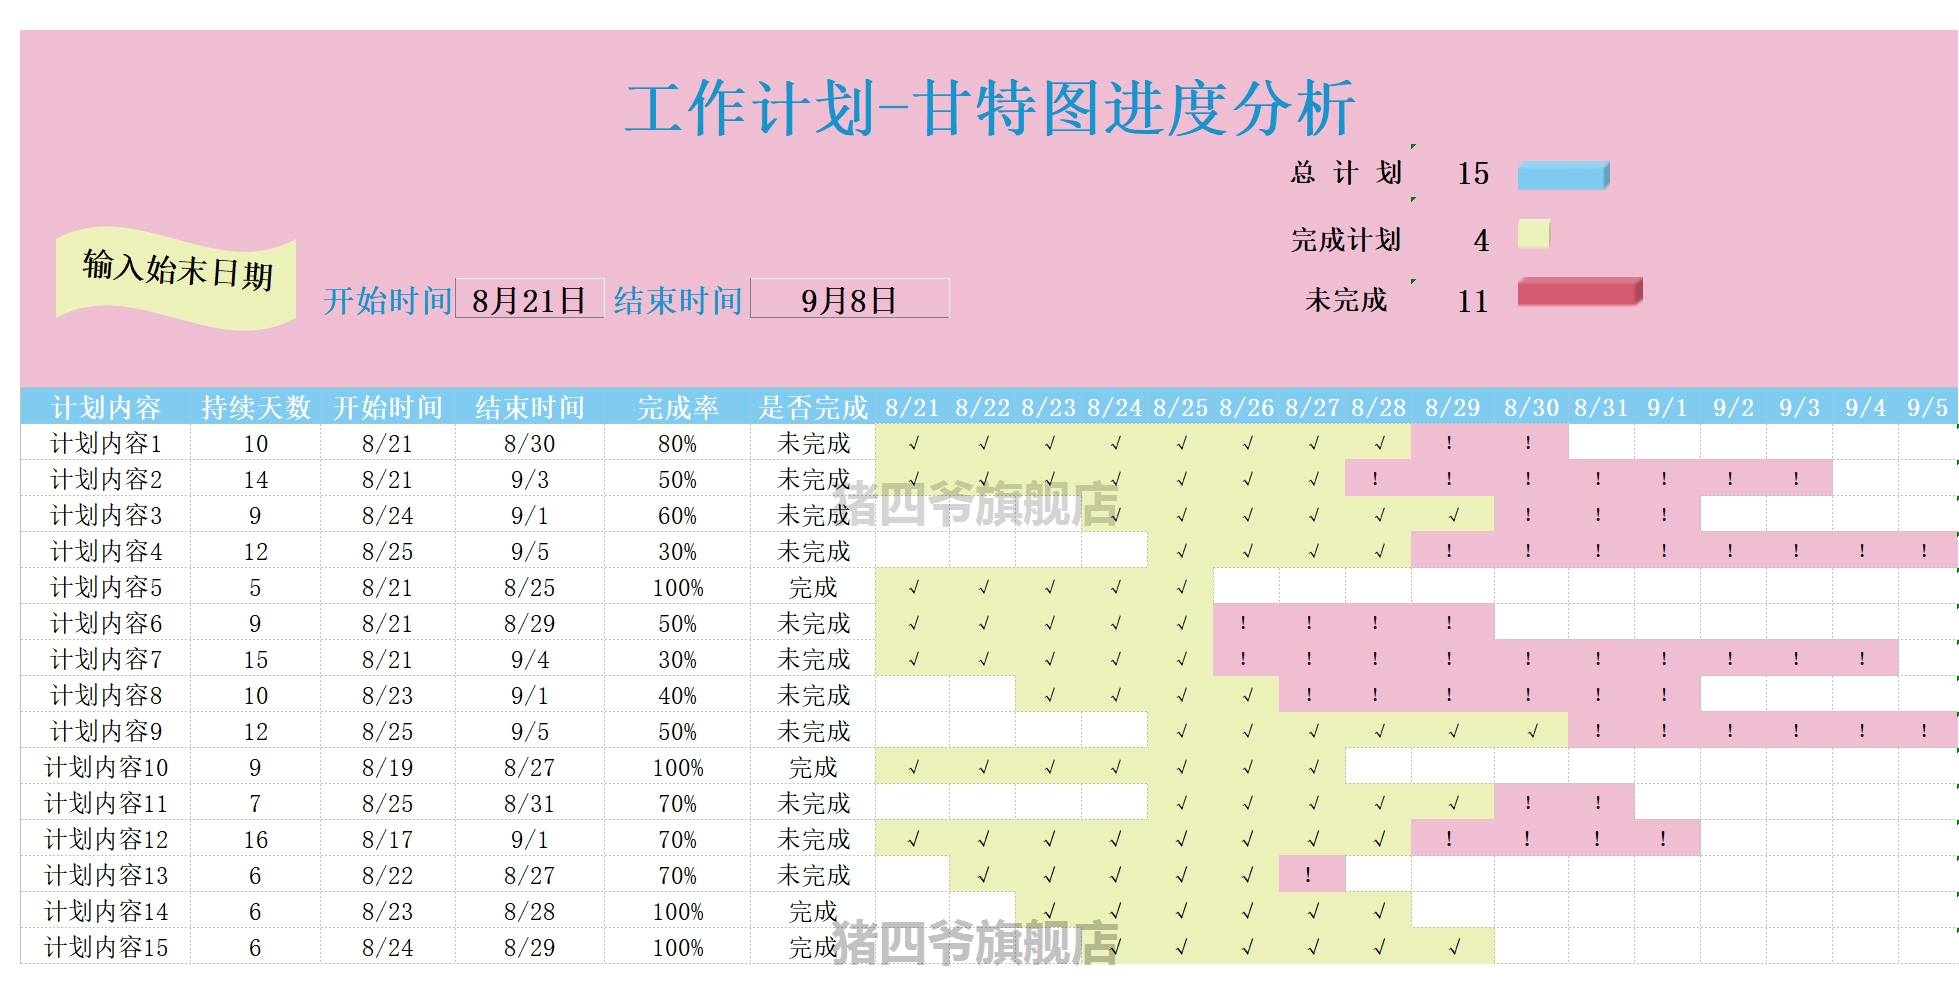 工作计划-甘特图进度分析
总 计 划 15
完成计划 4
输入始末日期
开始时间 8月21日 结束时间 9月8日
未完成 11
计划内容 持续天数 开始时间 结束时间 完成率 是否完成 8/21 8/22 8/23 8/24 8/25 8/26 8/27 8/28 8/29 8/30 8/31 9/1 9/2 9/3 9/4 9/5
计划内容1 10 8/21 8/30 80% 未完成 √ √ √ √ √ √ √ √ ! !
计划内容2 14 8/21 9/3 50% 未完成 √ √ √ √ √ √ √ ! ! ! ! ! ! !
猪四爷旗舰店
计划内容3 9 8/24 9/1 60% 未完成 √ √ √ √ √ √ ! ! !
计划内容4 12 8/25 9/5 30% 未完成 √ √ √ √ ! ! ! ! ! ! ! !
计划内容5 5 8/21 8/25 100% 完成 √ √ √ √ √
计划内容6 9 8/21 8/29 50% 未完成 √ √ √ √ √ ! ! ! !
计划内容7 15 8/21 9/4 30% 未完成 √ √ √ √ √ ! ! ! ! ! ! ! ! ! !
计划内容8 10 8/23 9/1 40% 未完成 √ √ √ √ ! ! ! ! ! !
计划内容9 12 8/25 9/5 50% 未完成 √ √ √ √ √ √ ! ! ! ! ! !
计划内容10 9 8/19 8/27 100% 完成 √ √ √ √ √ √ √
计划内容11 7 8/25 8/31 70% 未完成 √ √ √ √ √ ! !
计划内容12 16 8/17 9/1 70% 未完成 √ √ √ √ √ √ √ √ ! ! ! !
计划内容13 6 8/22 8/27 70% 未完成 √ √ √ √ √ !
计划内容14 6 8/23 8/28 100% 完成 √ √ √ √ √ √
猪四爷旗舰店
计划内容15 6 8/24 8/29 100% 完成 √ √ √ √ √ √